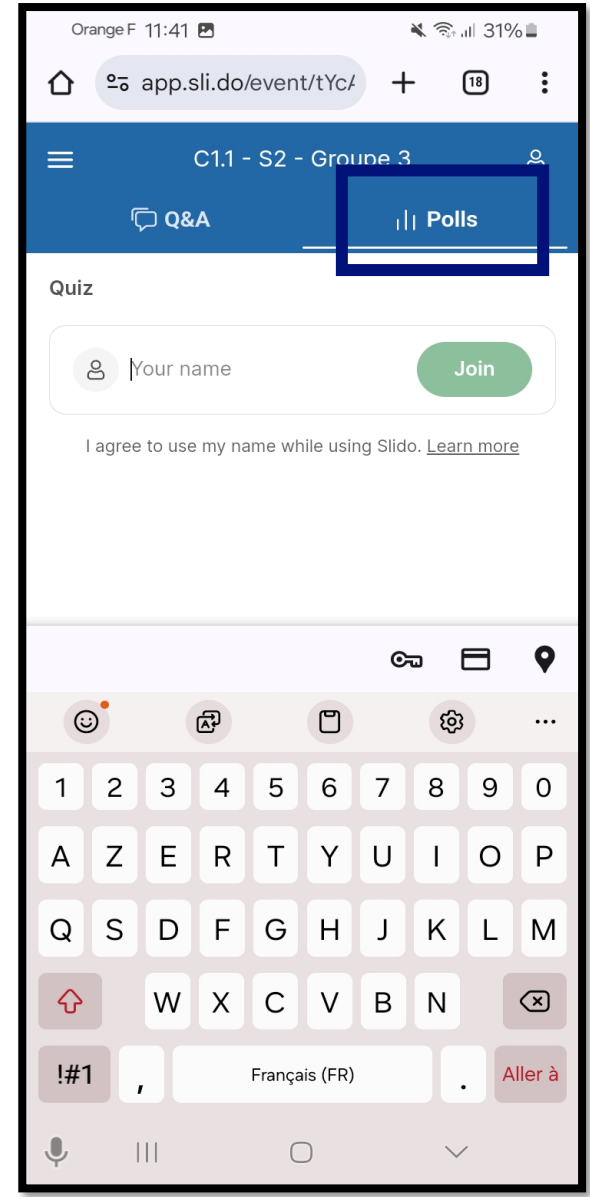 Orange F 11:41 31%
app.sli.do/event/tYcA
18
C1.1 - S2 - Groupe 3
Q&A Polls
Quiz
Your name Join
I agree to use my name while using Slido. Learn more
1 2 3 4 5 6 7 8 9 0
A Z E R T Y U I O P
Q S D F G H J K L M
W X C V B N
!#1 , Français (FR) . Aller à